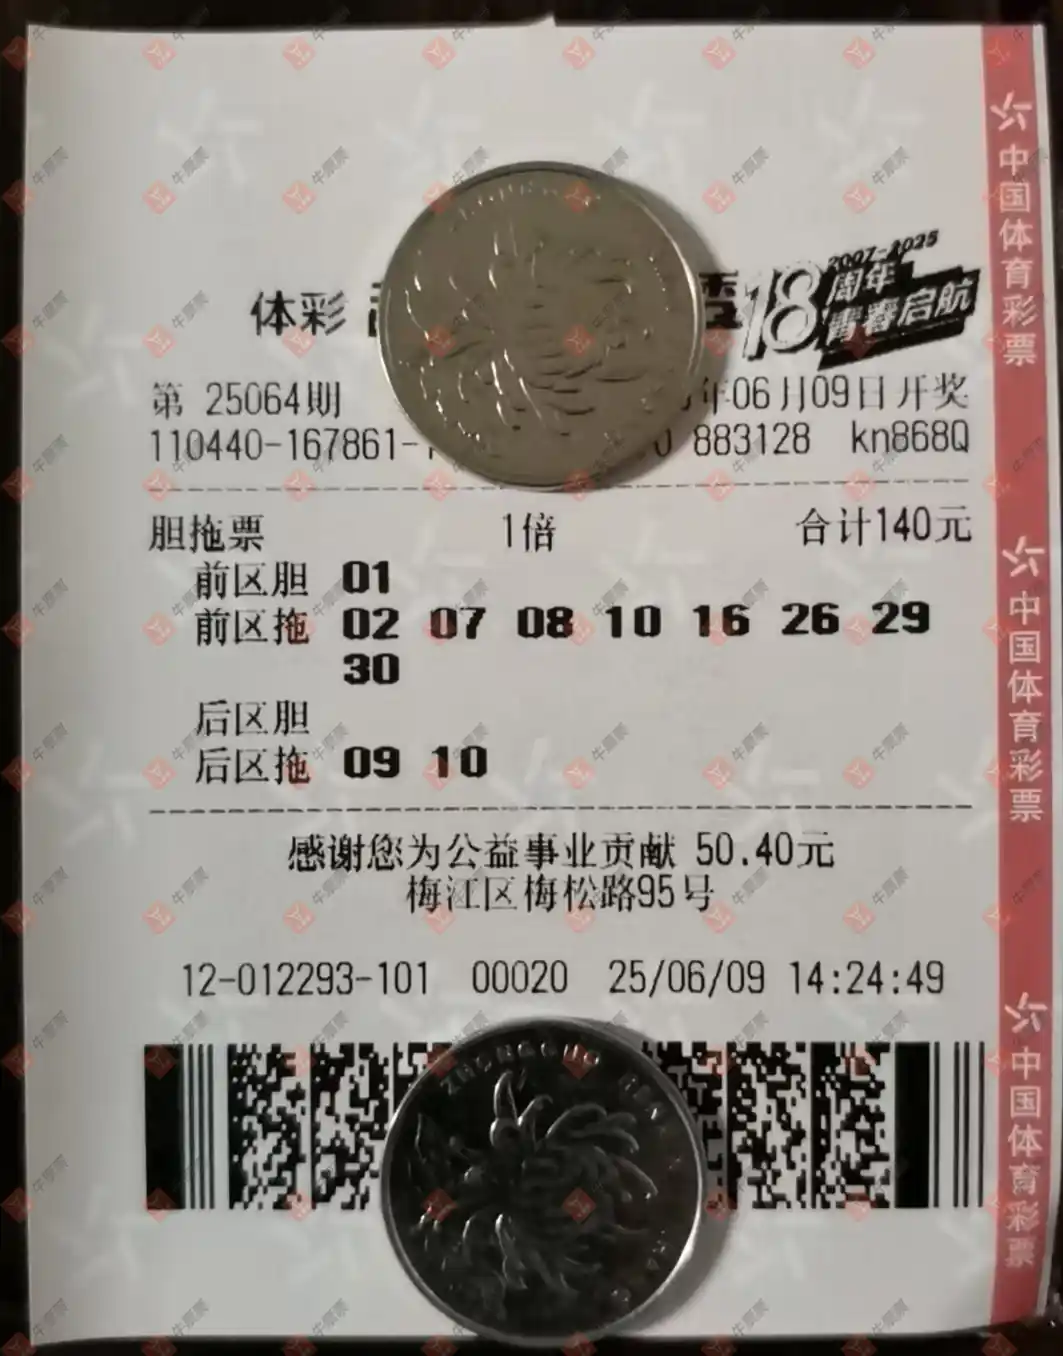 体彩
2007-2025
18周年
青春启航
第 25064期
年06月09日开奖
110440-167861-
0 883128 kn868Q
胆拖票 1倍 合计140元
前区胆 01
前区拖 02 07 08 10 16 26 29
30
后区胆
后区拖 09 10
感谢您为公益事业贡献 50.40元
梅江区梅松路95号
12-012293-101 00020 25/06/09 14:24:49
ZHONGGUO
中国体育彩票
中国体育彩票
中国体育彩票
牛票票